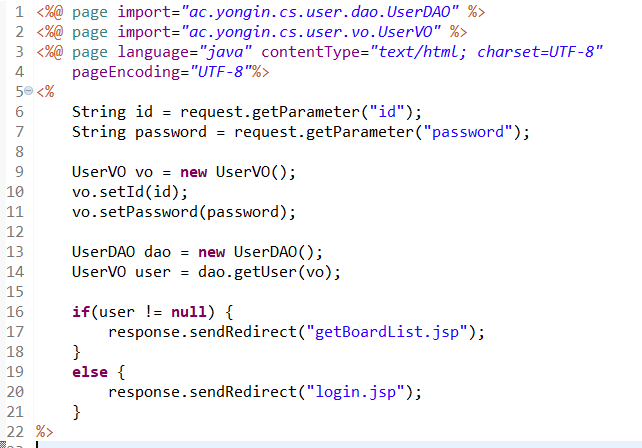 1 <%@ page import="ac.yongin.cs.user.dao.UserDAO" %>
2 <%@ page import="ac.yongin.cs.user.vo.UserVO" %>
3 <%@ page language="java" contentType="text/html; charset=UTF-8"
4     pageEncoding="UTF-8"%>
5 <%
6     String id = request.getParameter("id");
7     String password = request.getParameter("password");
8
9     UserVO vo = new UserVO();
10     vo.setId(id);
11     vo.setPassword(password);
12
13     UserDAO dao = new UserDAO();
14     UserVO user = dao.getUser(vo);
15
16     if(user != null) {
17         response.sendRedirect("getBoardList.jsp");
18     }
19     else {
20         response.sendRedirect("login.jsp");
21     }
22 %>